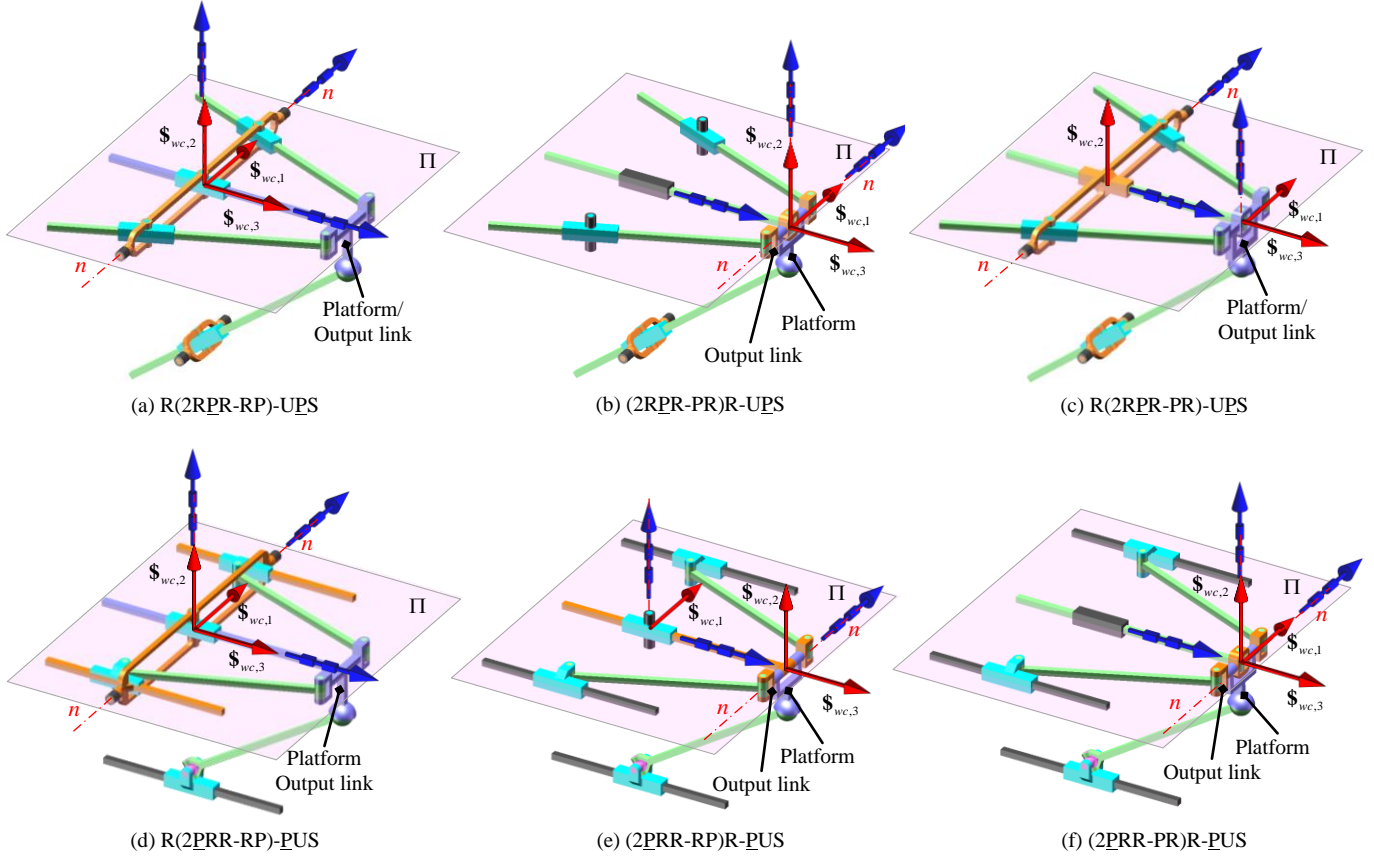 n
$wc,2
Π
$wc,1
$wc,3
n
Platform/
Output link
(a) R(2RPR-RP)-UPS
$wc,2
Π
n
$wc,1
n
$wc,3
Platform
Output link
(b) (2RPR-PR)R-UPS
n
$wc,2
Π
$wc,1
n
$wc,3
Platform/
Output link
(c) R(2RPR-PR)-UPS
n
$wc,2
Π
$wc,1
$wc,3
n
Platform
Output link
(d) R(2PRR-RP)-PUS
Π
$wc,2
$wc,1
n
$wc,3
n
Platform
Output link
(e) (2PRR-RP)R-PUS
Π
$wc,2
n
$wc,1
n
$wc,3
Platform
Output link
(f) (2PRR-PR)R-PUS